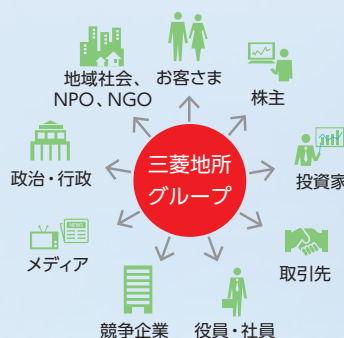 三菱地所
グループ
お客さま
株主
投資家
取引先
役員・社員
競争企業
メディア
NEWS
政治・行政
地域社会、
NPO、NGO